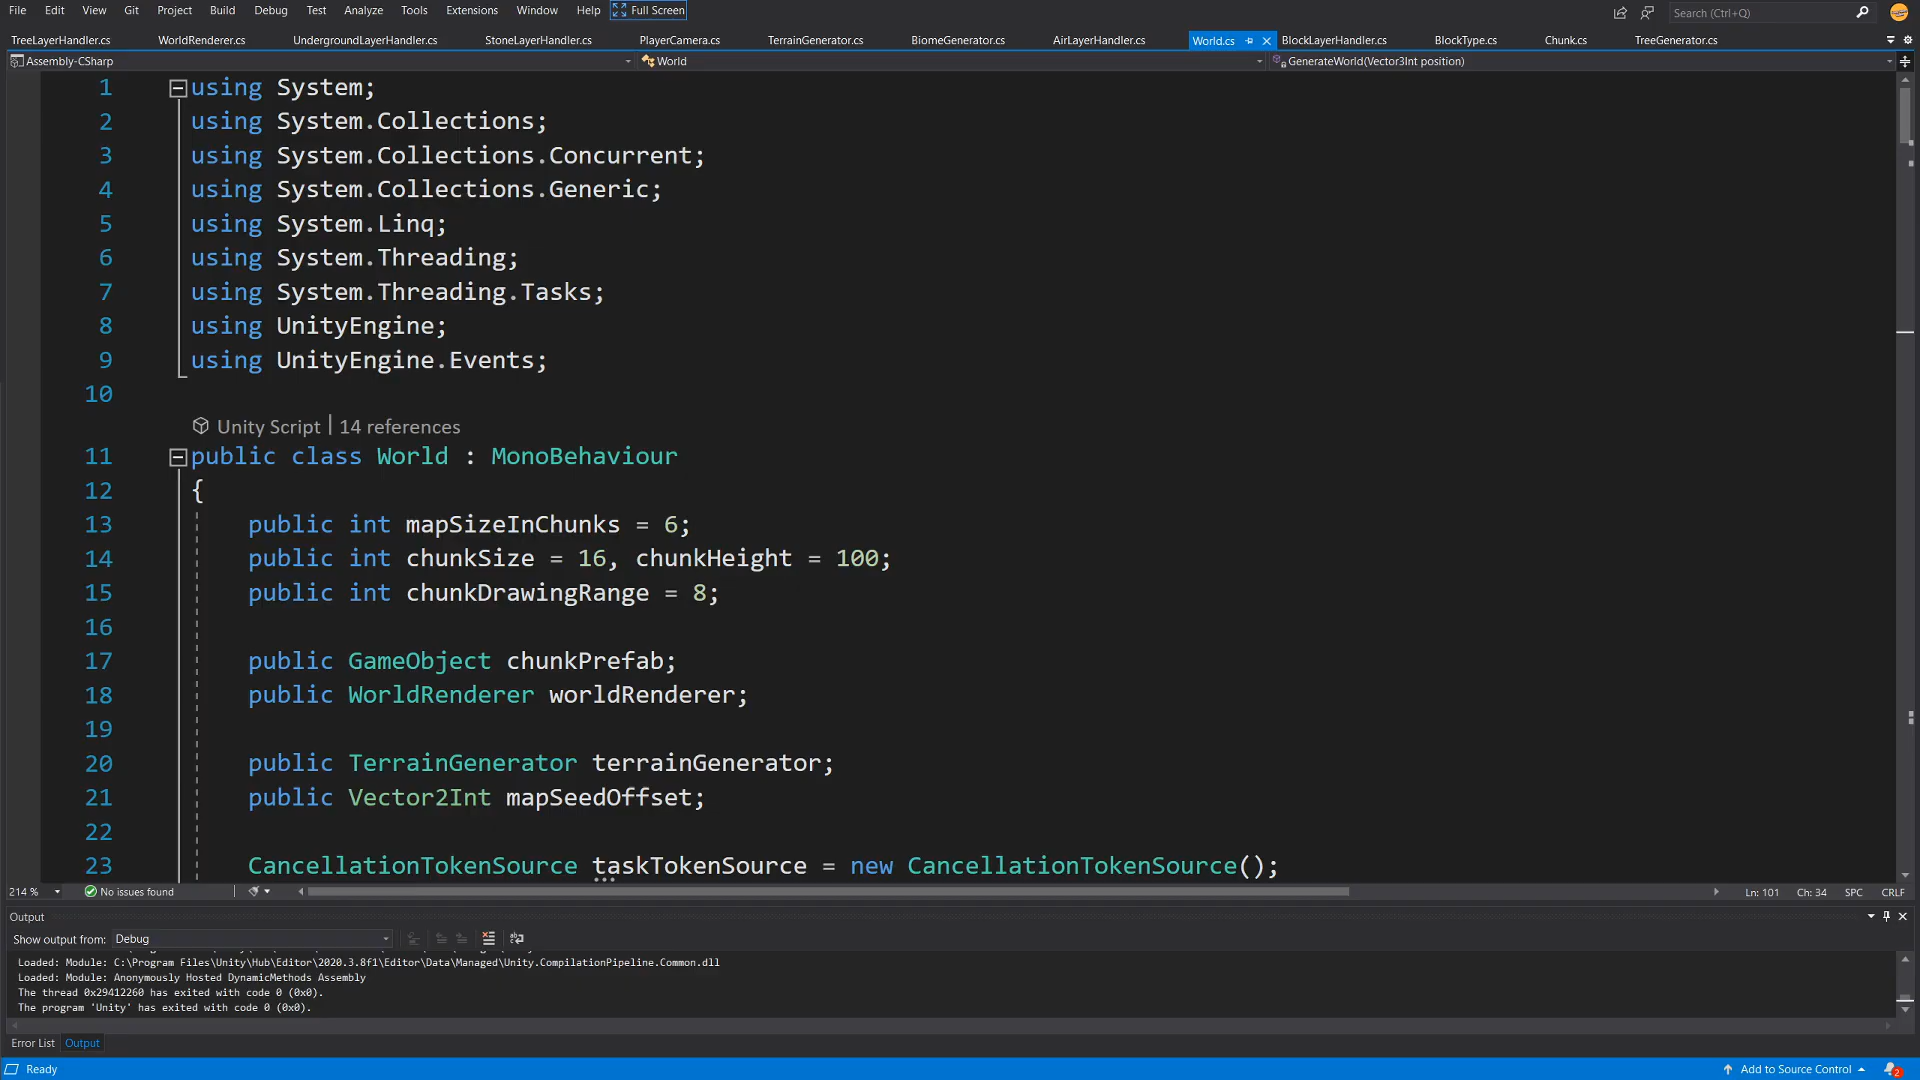 File Edit View Git Project Build Debug Test Analyze Tools Extensions Window Help Full Screen Search (Ctrl+Q)
TreeLayerHandler.cs WorldRenderer.cs UndergroundLayerHandler.cs StoneLayerHandler.cs PlayerCamera.cs TerrainGenerator.cs BiomeGenerator.cs AirLayerHandler.cs World.cs BlockLayerHandler.cs BlockType.cs Chunk.cs TreeGenerator.cs
Assembly-CSharp World GenerateWorld(Vector3Int position)
1 using System;
2 using System.Collections;
3 using System.Collections.Concurrent;
4 using System.Collections.Generic;
5 using System.Linq;
6 using System.Threading;
7 using System.Threading.Tasks;
8 using UnityEngine;
9 using UnityEngine.Events;
10
Unity Script | 14 references
11 public class World : MonoBehaviour
12 {
13 public int mapSizeInChunks = 6;
14 public int chunkSize = 16, chunkHeight = 100;
15 public int chunkDrawingRange = 8;
16
17 public GameObject chunkPrefab;
18 public WorldRenderer worldRenderer;
19
20 public TerrainGenerator terrainGenerator;
21 public Vector2Int mapSeedOffset;
22
23 CancellationTokenSource taskTokenSource = new CancellationTokenSource();
214 % No issues found Ln: 101 Ch: 34 SPC CRLF
Output
Show output from: Debug
Loaded: Module: C:\Program Files\Unity\Hub\Editor\2020.3.8f1\Editor\Data\Managed\Unity.CompilationPipeline.Common.dll
Loaded: Module: Anonymously Hosted DynamicMethods Assembly
The thread 0x29412260 has exited with code 0 (0x0).
The program 'Unity' has exited with code 0 (0x0).
Error List Output
Ready Add to Source Control 2